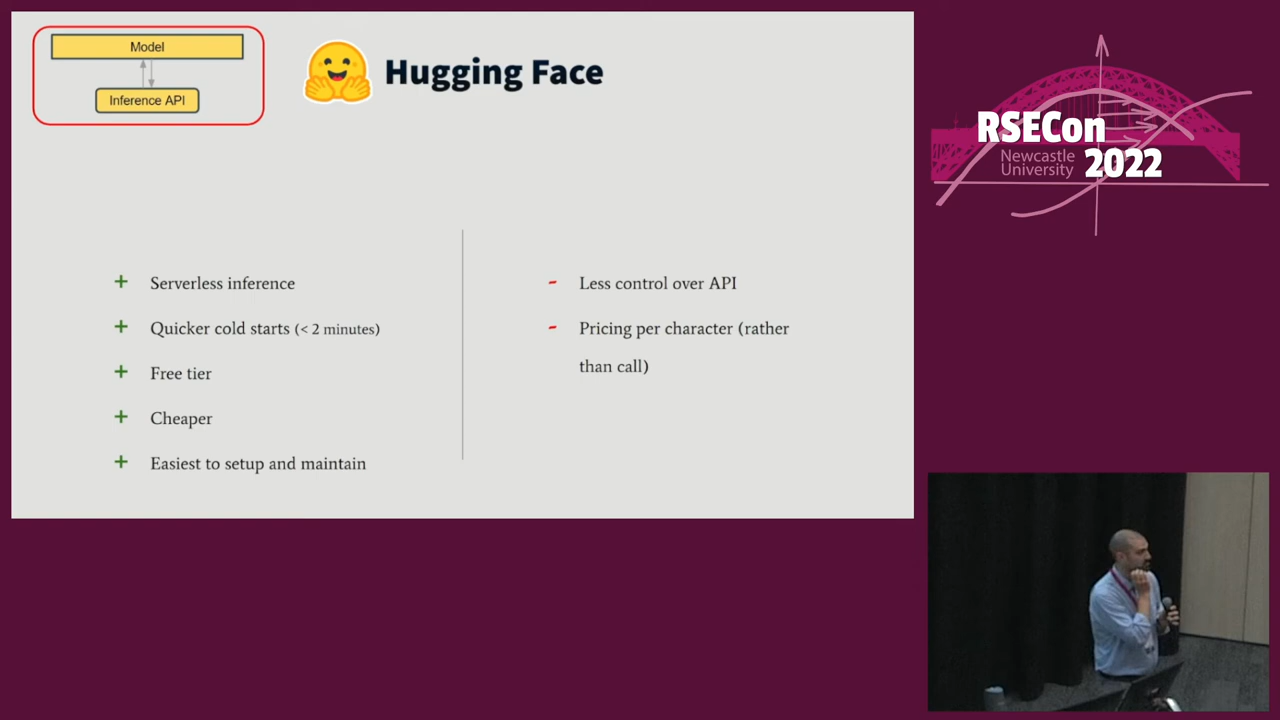 Model
Inference API
Hugging Face
+ Serverless inference
+ Quicker cold starts (< 2 minutes)
+ Free tier
+ Cheaper
+ Easiest to setup and maintain
- Less control over API
- Pricing per character (rather
than call)
RSECon
Newcastle
University
2022